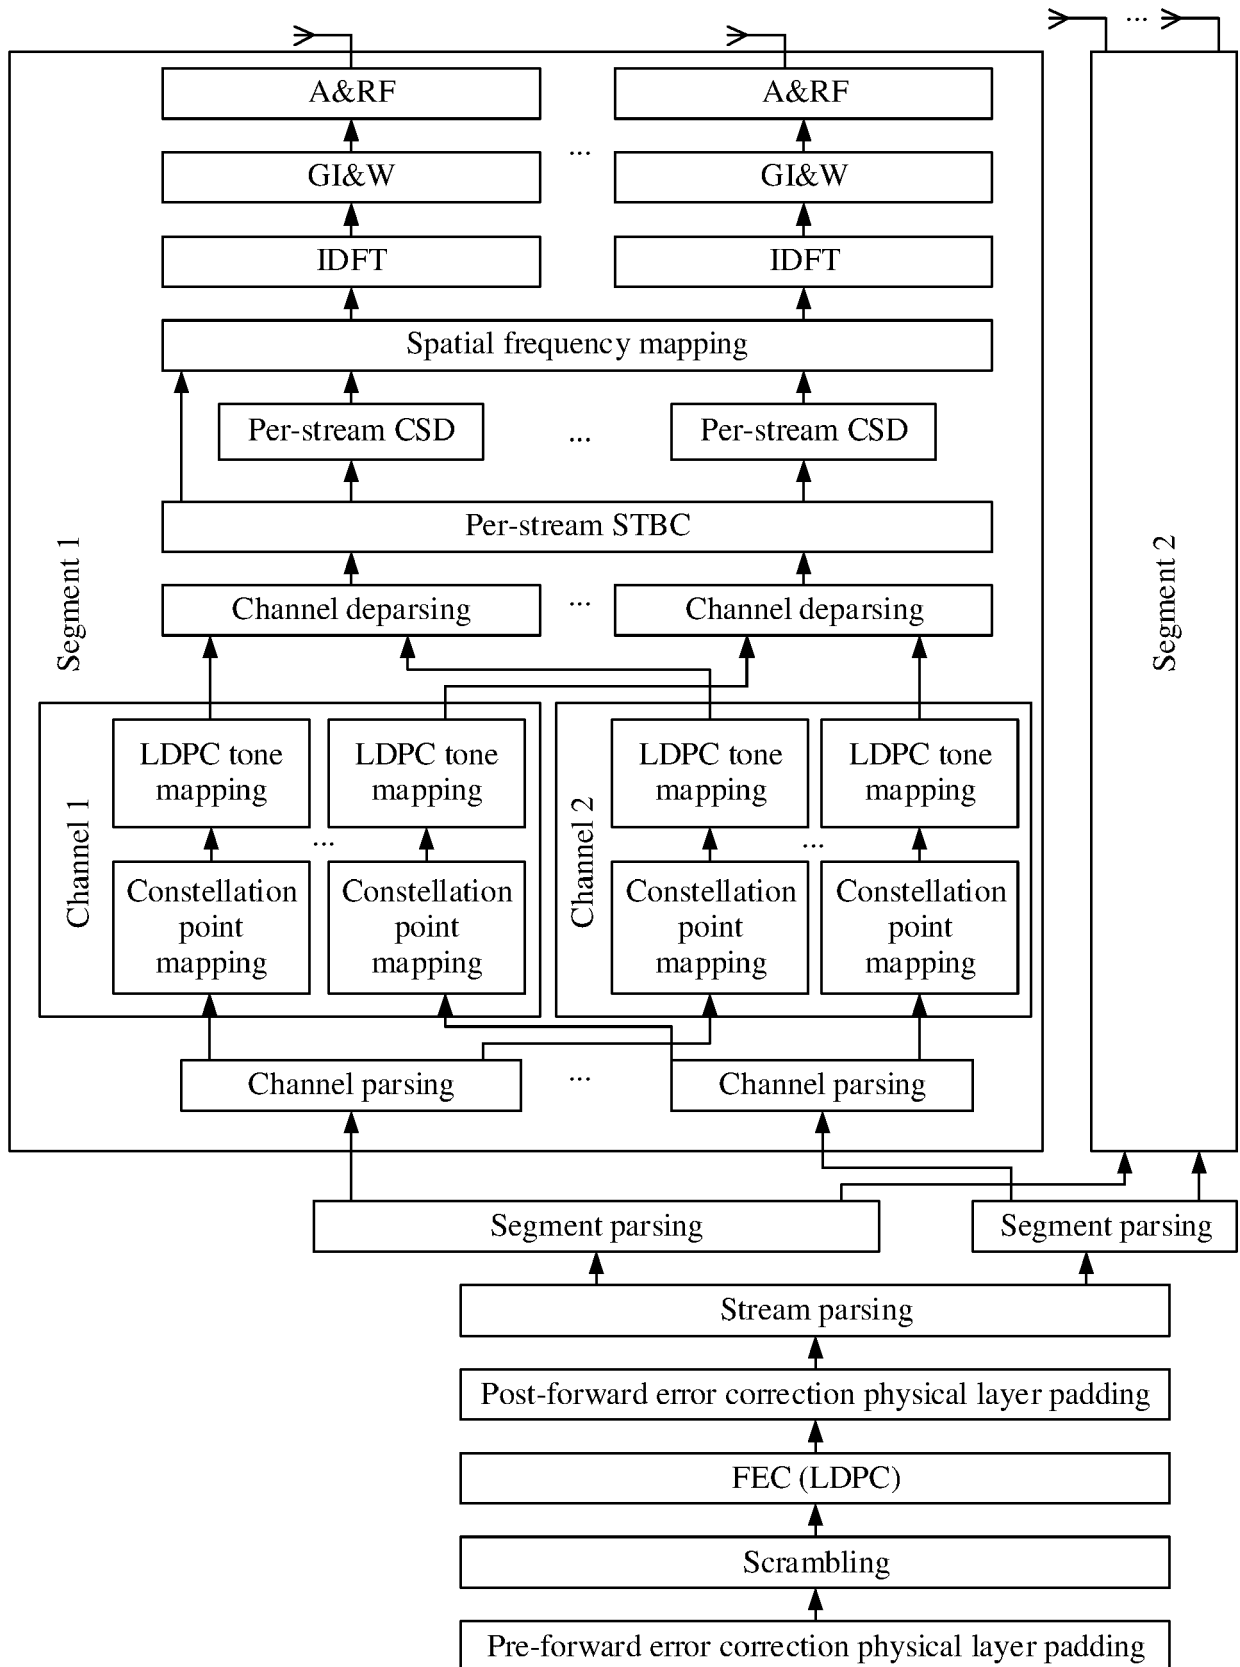 ...
A&RF
A&RF
...
GI&W
GI&W
IDFT
IDFT
Spatial frequency mapping
Per-stream CSD
...
Per-stream CSD
Per-stream STBC
Segment 1
Segment 2
Channel deparsing
...
Channel deparsing
Channel 1
LDPC tone
mapping
LDPC tone
mapping
...
Constellation
point
mapping
Constellation
point
mapping
Channel 2
LDPC tone
mapping
LDPC tone
mapping
...
Constellation
point
mapping
Constellation
point
mapping
Channel parsing
...
Channel parsing
Segment parsing
Segment parsing
Stream parsing
Post-forward error correction physical layer padding
FEC (LDPC)
Scrambling
Pre-forward error correction physical layer padding